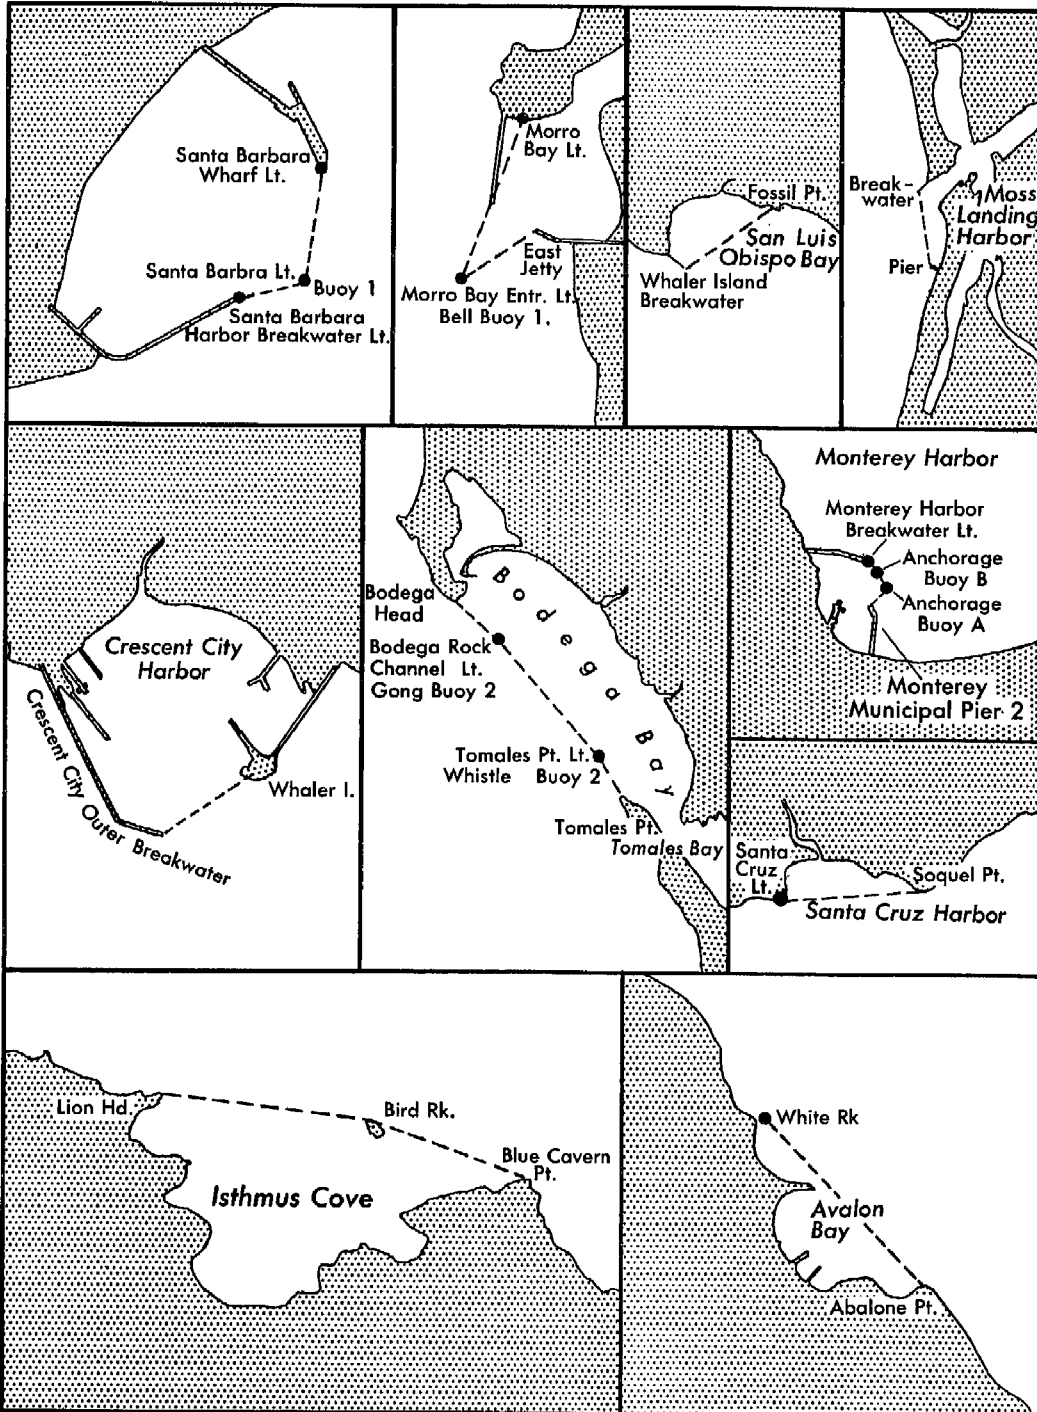 Santa Barbara
Wharf Lt.
Santa Barbra Lt.
Buoy 1
Santa Barbara
Harbor Breakwater Lt.
Morro
Bay Lt.
East
Jetty
Morro Bay Entr. Lt.
Bell Buoy 1.
Fossil Pt.
San Luis
Obispo Bay
Whaler Island
Breakwater
Break-
water
Moss
Landing
Harbor
Pier
Crescent City
Harbor
Crescent City Outer Breakwater
Whaler I.
Bodega
Head
Bodega Bay
Bodega Rock
Channel Lt.
Gong Buoy 2
Tomales Pt. Lt.
Whistle Buoy 2
Tomales Pt.
Tomales Bay
Monterey Harbor
Monterey Harbor
Breakwater Lt.
Anchorage
Buoy B
Anchorage
Buoy A
Monterey
Municipal Pier 2
Santa
Cruz
Lt.
Soquel Pt.
Santa Cruz Harbor
Lion Hd.
Bird Rk.
Blue Cavern
Pt.
Isthmus Cove
White Rk
Avalon
Bay
Abalone Pt.